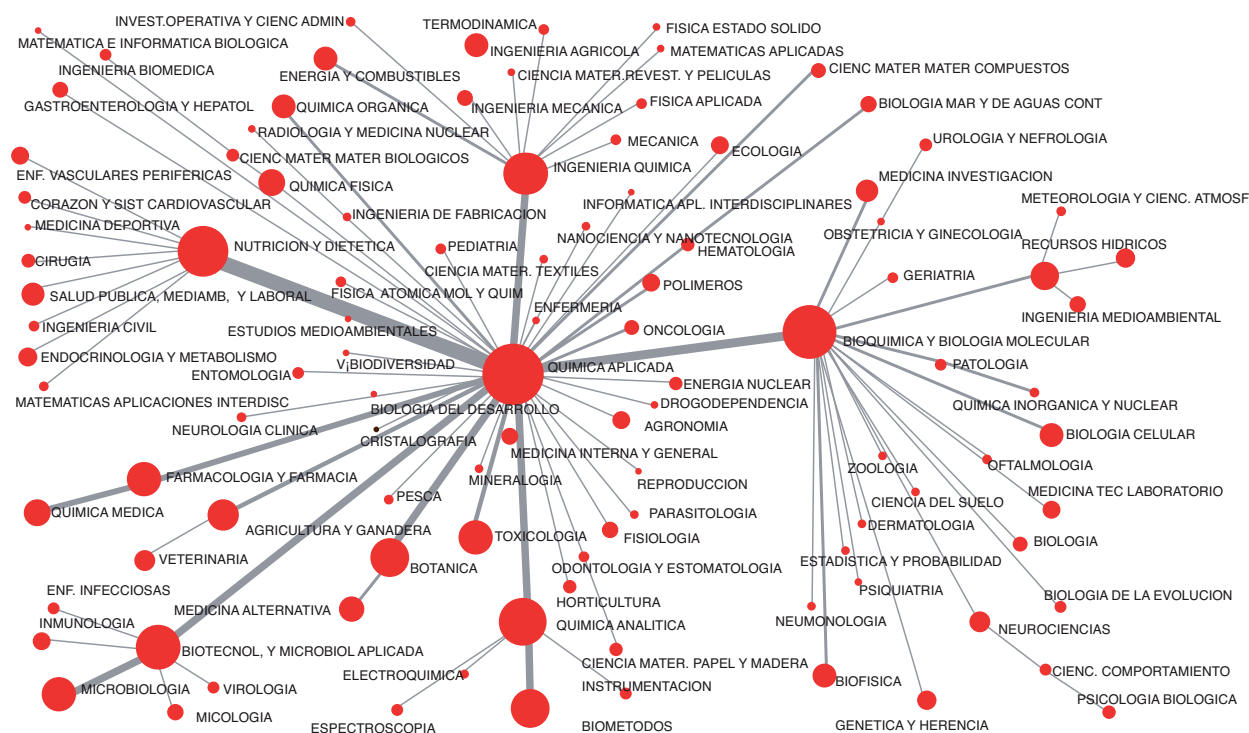 INVEST.OPERATIVA Y CIENC ADMIN
TERMODINAMICA
FISICA ESTADO SOLIDO
MATEMATICA E INFORMATICA BIOLOGICA
INGENIERIA AGRICOLA
MATEMATICAS APLICADAS
INGENIERIA BIOMEDICA
ENERGIA Y COMBUSTIBLES
CIENCIA MATER.REVEST. Y PELICULAS
CIENC MATER MATER COMPUESTOS
GASTROENTEROLOGIA Y HEPATOL
QUIMICA ORGANICA
INGENIERIA MECANICA
FISICA APLICADA
BIOLOGIA MAR Y DE AGUAS CONT
RADIOLOGIA Y MEDICINA NUCLEAR
MECANICA
ECOLOGIA
UROLOGIA Y NEFROLOGIA
CIENC MATER MATER BIOLOGICOS
INGENIERIA QUIMICA
ENF. VASCULARES PERIFERICAS
QUIMICA FISICA
MEDICINA INVESTIGACION
CORAZON Y SIST CARDIOVASCULAR
INFORMATICA APL. INTERDISCIPLINARES
METEOROLOGIA Y CIENC. ATMOSF
INGENIERIA DE FABRICACION
MEDICINA DEPORTIVA
NANOCIENCIA Y NANOTECNOLOGIA
OBSTETRICIA Y GINECOLOGIA
NUTRICION Y DIETETICA
PEDIATRIA
HEMATOLOGIA
RECURSOS HIDRICOS
CIRUGIA
CIENCIA MATER. TEXTILES
GERIATRIA
SALUD PUBLICA, MEDIAMB, Y LABORAL
FISICA ATOMICA MOL Y QUIM
POLIMEROS
ENFERMERIA
INGENIERIA MEDIOAMBIENTAL
INGENIERIA CIVIL
ESTUDIOS MEDIOAMBIENTALES
ONCOLOGIA
BIOQUIMICA Y BIOLOGIA MOLECULAR
ENDOCRINOLOGIA Y METABOLISMO
V¡BIODIVERSIDAD
QUIMICA APLICADA
PATOLOGIA
ENTOMOLOGIA
ENERGIA NUCLEAR
MATEMATICAS APLICACIONES INTERDISC
BIOLOGIA DEL DESARROLLO
DROGODEPENDENCIA
QUIMICA INORGANICA Y NUCLEAR
NEUROLOGIA CLINICA
AGRONOMIA
BIOLOGIA CELULAR
CRISTALOGRAFIA
MEDICINA INTERNA Y GENERAL
ZOOLOGIA
OFTALMOLOGIA
FARMACOLOGIA Y FARMACIA
MINERALOGIA
REPRODUCCION
MEDICINA TEC LABORATORIO
PESCA
CIENCIA DEL SUELO
QUIMICA MEDICA
PARASITOLOGIA
DERMATOLOGIA
AGRICULTURA Y GANADERA
TOXICOLOGIA
FISIOLOGIA
BIOLOGIA
VETERINARIA
BOTANICA
ODONTOLOGIA Y ESTOMATOLOGIA
ESTADISTICA Y PROBABILIDAD
ENF. INFECCIOSAS
PSIQUIATRIA
BIOLOGIA DE LA EVOLUCION
MEDICINA ALTERNATIVA
HORTICULTURA
INMUNOLOGIA
QUIMICA ANALITICA
NEUMONOLOGIA
NEUROCIENCIAS
BIOTECNOL, Y MICROBIOL APLICADA
CIENCIA MATER. PAPEL Y MADERA
ELECTROQUIMICA
CIENC. COMPORTAMIENTO
MICROBIOLOGIA
VIROLOGIA
INSTRUMENTACION
BIOFISICA
PSICOLOGIA BIOLOGICA
MICOLOGIA
ESPECTROSCOPIA
BIOMETODOS
GENETICA Y HERENCIA